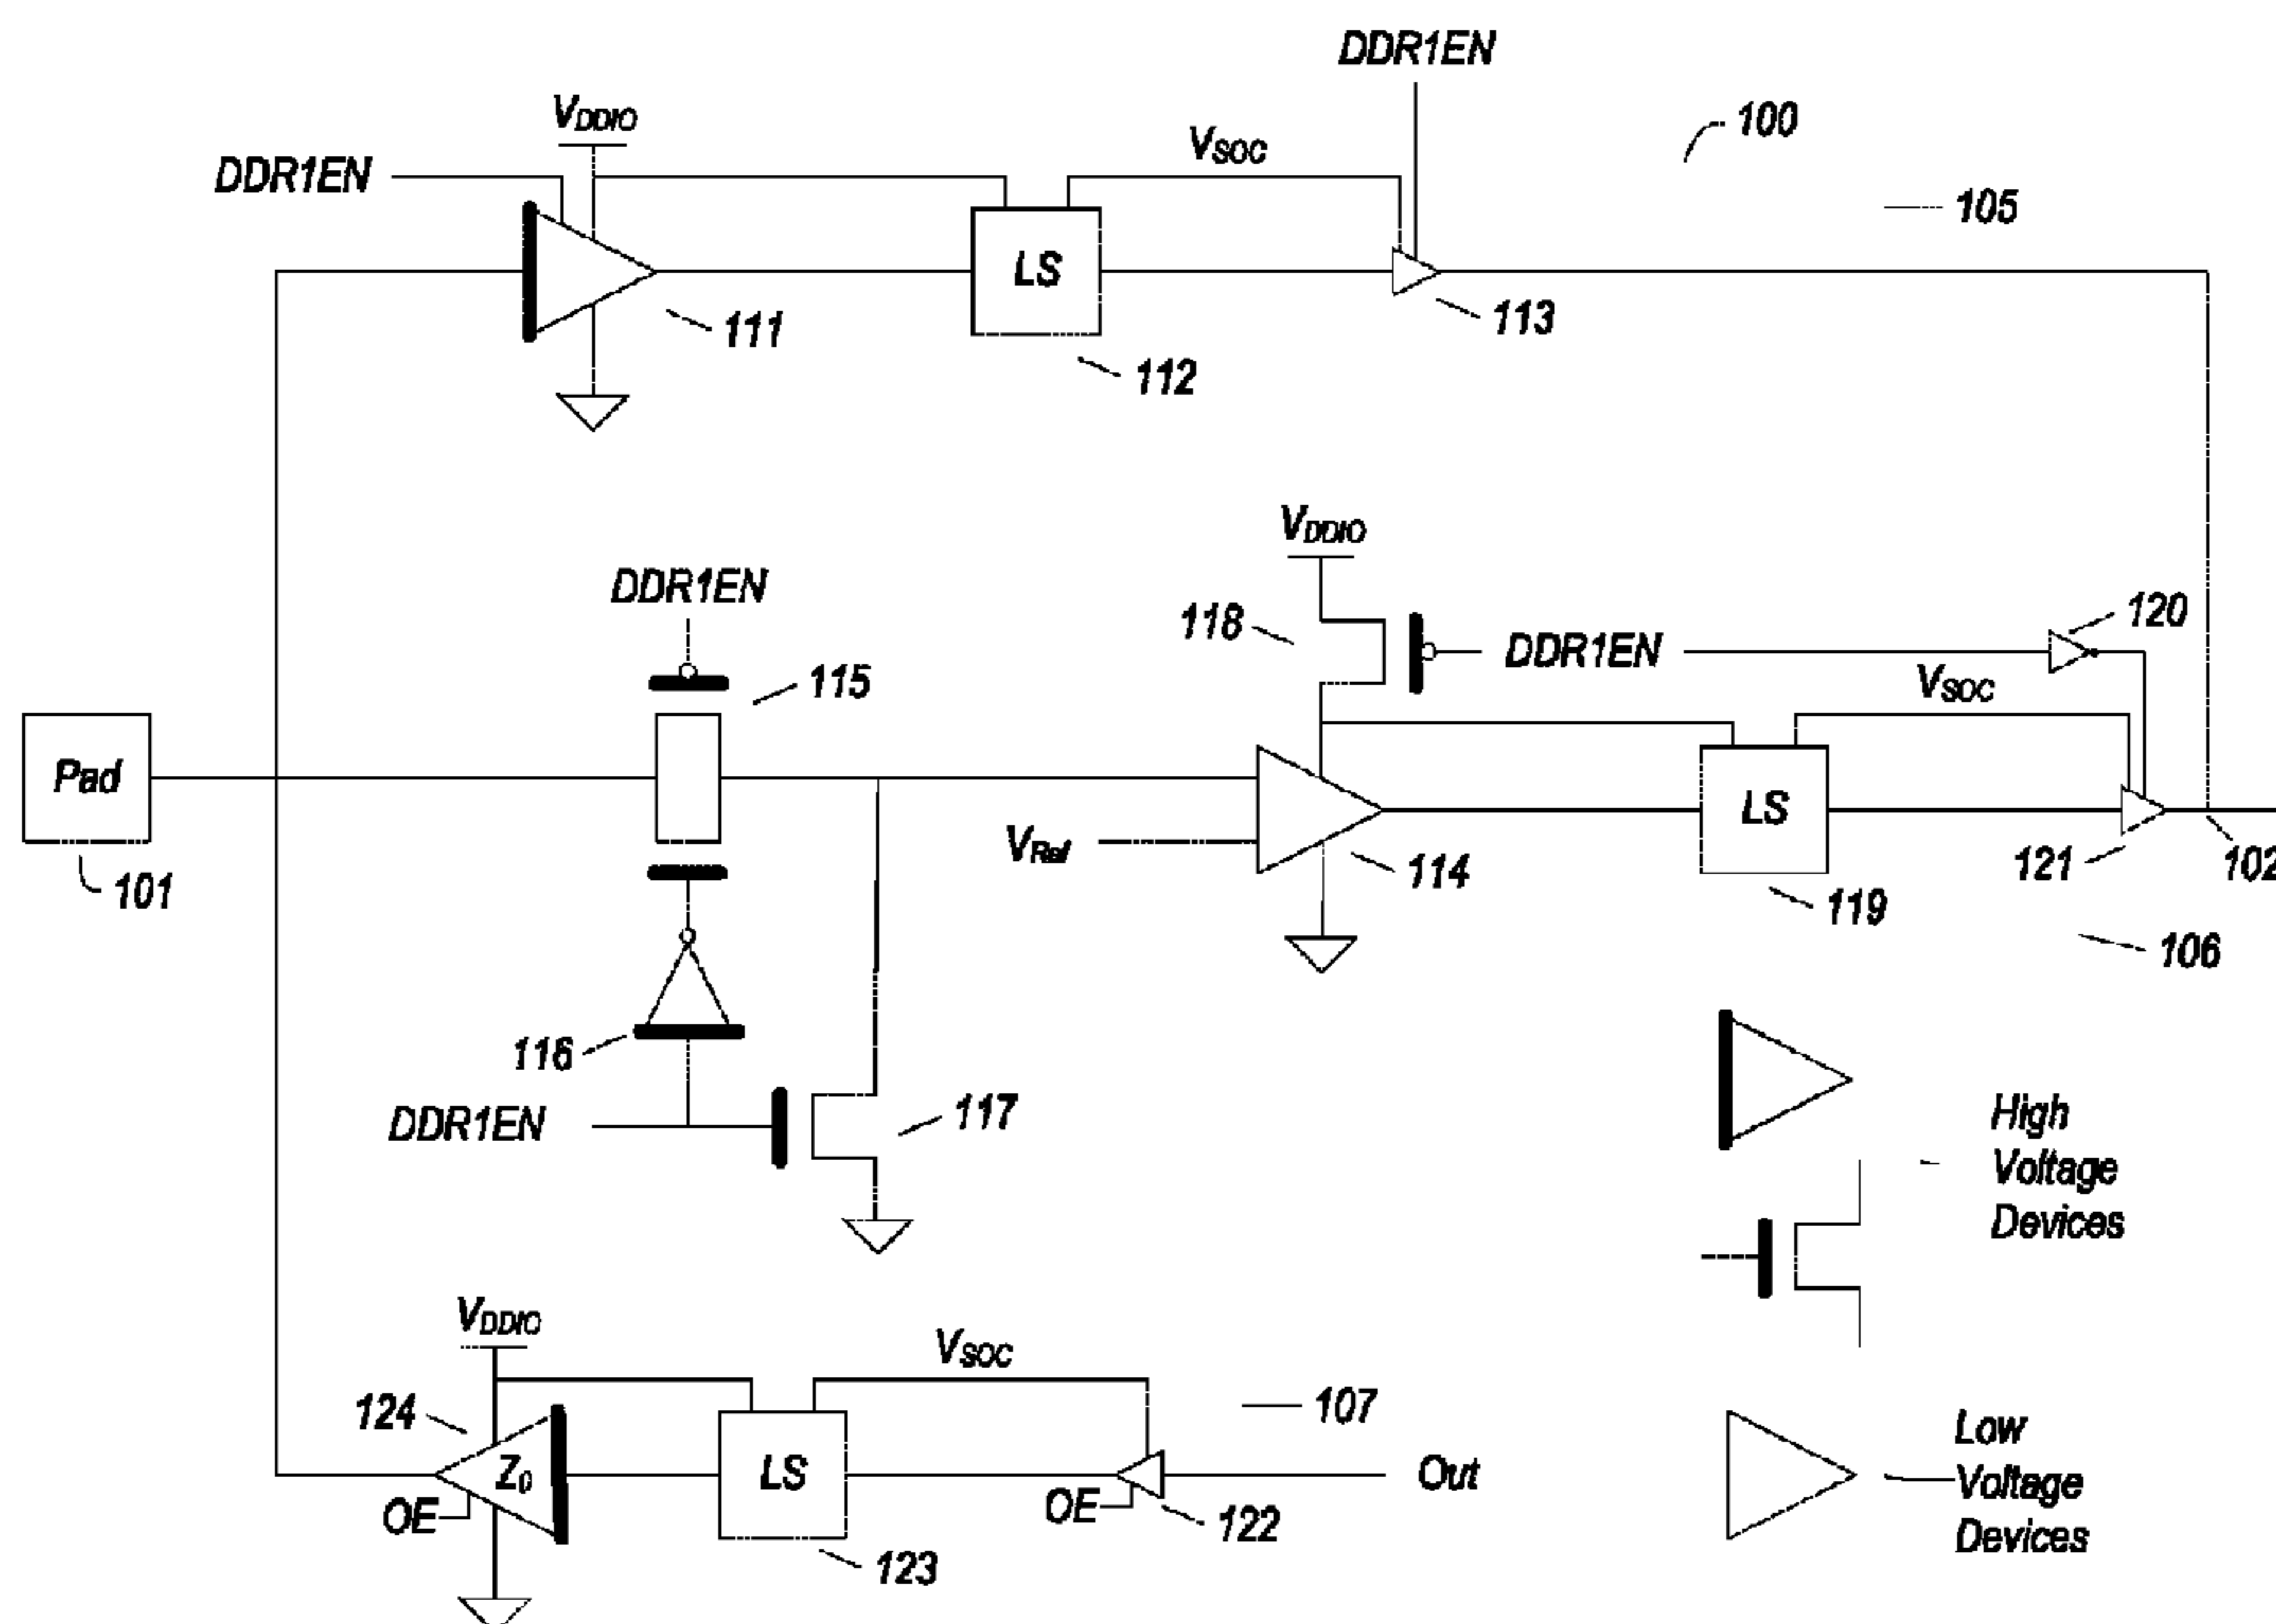 DDR1EN
VDDIO
100
VSOC
DDR1EN
105
LS
111
113
112
VDDIO
DDR1EN
118
DDR1EN
120
115
VSOC
Pad
LS
VRef
114
121
102
101
119
106
116
DDR1EN
117
High
Voltage
Devices
VDDIO
VSOC
124
107
Z0
LS
Out
OE
OE
122
123
Low
Voltage
Devices